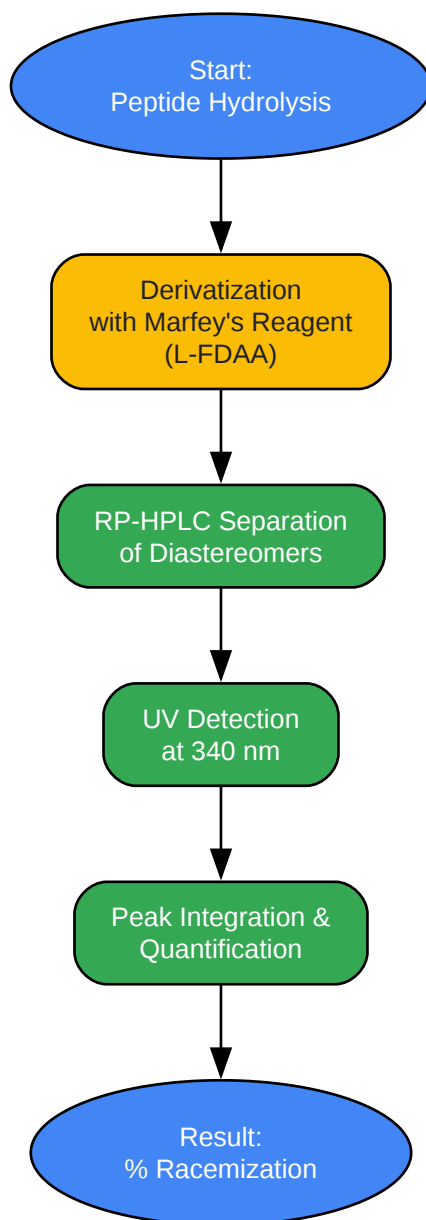 Start:
Peptide Hydrolysis
Derivatization
with Marfey's Reagent
(L-FDAA)
RP-HPLC Separation
of Diastereomers
UV Detection
at 340 nm
Peak Integration &
Quantification
Result:
% Racemization